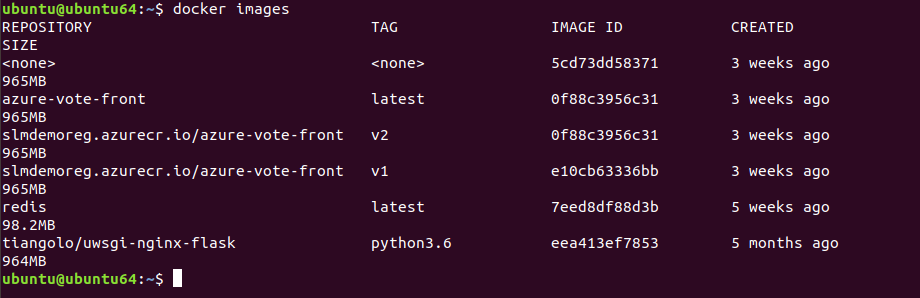 ubuntu@ubuntu64:~$ docker images
REPOSITORY TAG IMAGE ID CREATED
SIZE
<none> <none> 5cd73dd58371 3 weeks ago
965MB
azure-vote-front latest 0f88c3956c31 3 weeks ago
965MB
slmdemoreg.azurecr.io/azure-vote-front v2 0f88c3956c31 3 weeks ago
965MB
slmdemoreg.azurecr.io/azure-vote-front v1 e10cb63336bb 3 weeks ago
965MB
redis latest 7eed8df88d3b 5 weeks ago
98.2MB
tiangolo/uwsgi-nginx-flask python3.6 eea413ef7853 5 months ago
964MB
ubuntu@ubuntu64:~$